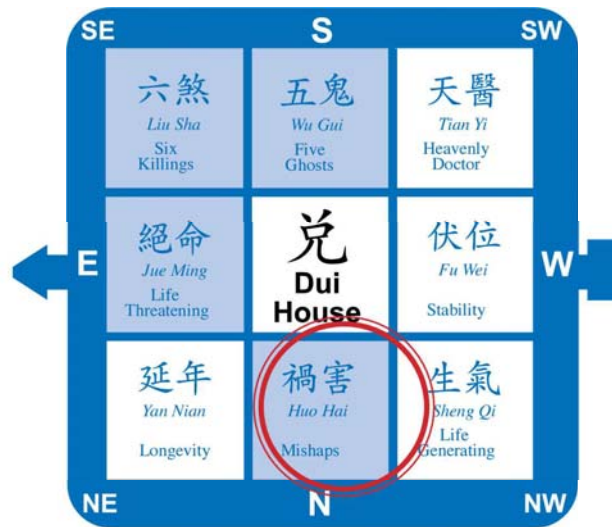 SE
S
SW
六煞
Liu Sha
Six
Killings
五鬼
Wu Gui
Five
Ghosts
天醫
Tian Yi
Heavenly
Doctor
E
絕命
Jue Ming
Life
Threatening
兑
Dui
House
伏位
Fu Wei
Stability
W
延年
Yan Nian
Longevity
禍害
Huo Hai
Mishaps
生氣
Sheng Qi
Life
Generating
NE
N
NW